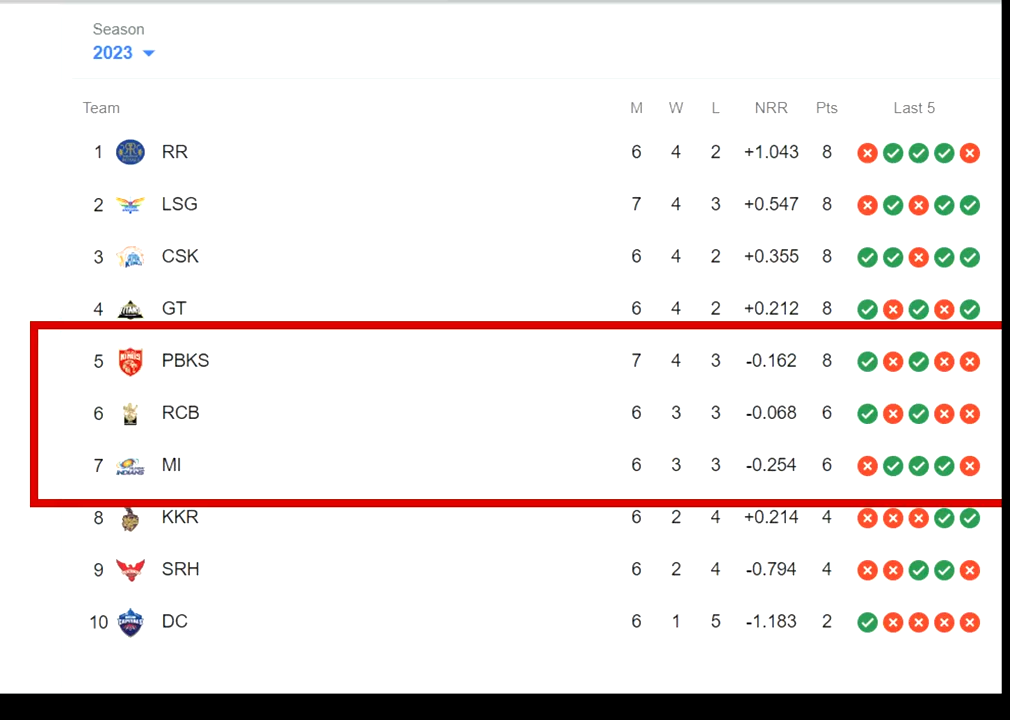 Season
2023
Team M W L NRR Pts Last 5
1 RR 6 4 2 +1.043 8
2 LSG 7 4 3 +0.547 8
3 CSK 6 4 2 +0.355 8
4 GT 6 4 2 +0.212 8
5 PBKS 7 4 3 -0.162 8
6 RCB 6 3 3 -0.068 6
7 MI 6 3 3 -0.254 6
8 KKR 6 2 4 +0.214 4
9 SRH 6 2 4 -0.794 4
10 DC 6 1 5 -1.183 2